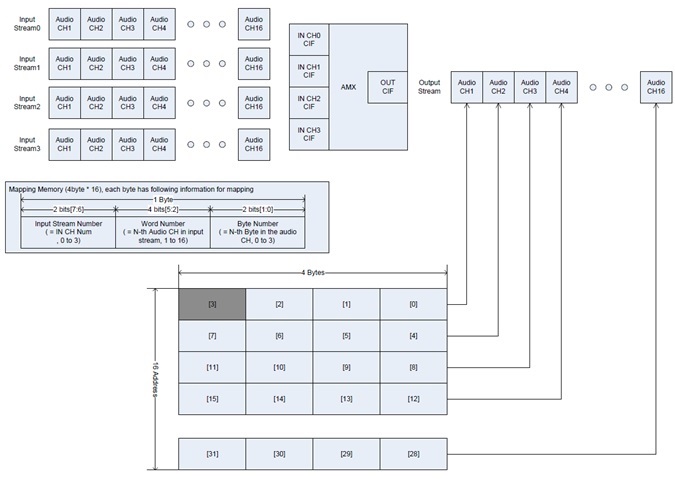 Input Stream0
Audio CH1 Audio CH2 Audio CH3 Audio CH4 Audio CH16
Input Stream1
Audio CH1 Audio CH2 Audio CH3 Audio CH4 Audio CH16
Input Stream2
Audio CH1 Audio CH2 Audio CH3 Audio CH4 Audio CH16
Input Stream3
Audio CH1 Audio CH2 Audio CH3 Audio CH4 Audio CH16
IN CH0 CIF
IN CH1 CIF
IN CH2 CIF
IN CH3 CIF
AMX
OUT CIF
Output Stream
Audio CH1 Audio CH2 Audio CH3 Audio CH4 Audio CH16
Mapping Memory (4byte * 16), each byte has following information for mapping
1 Byte
2 bits[7:6] 4 bits[5:2] 2 bits[1:0]
Input Stream Number
( = IN CH Num
, 0 to 3)
Word Number
( = N-th Audio CH in input
stream, 1 to 16)
Byte Number
( = N-th Byte in the audio
CH, 0 to 3)
4 Bytes
16 Address
[3] [2] [1] [0]
[7] [6] [5] [4]
[11] [10] [9] [8]
[15] [14] [13] [12]
[31] [30] [29] [28]